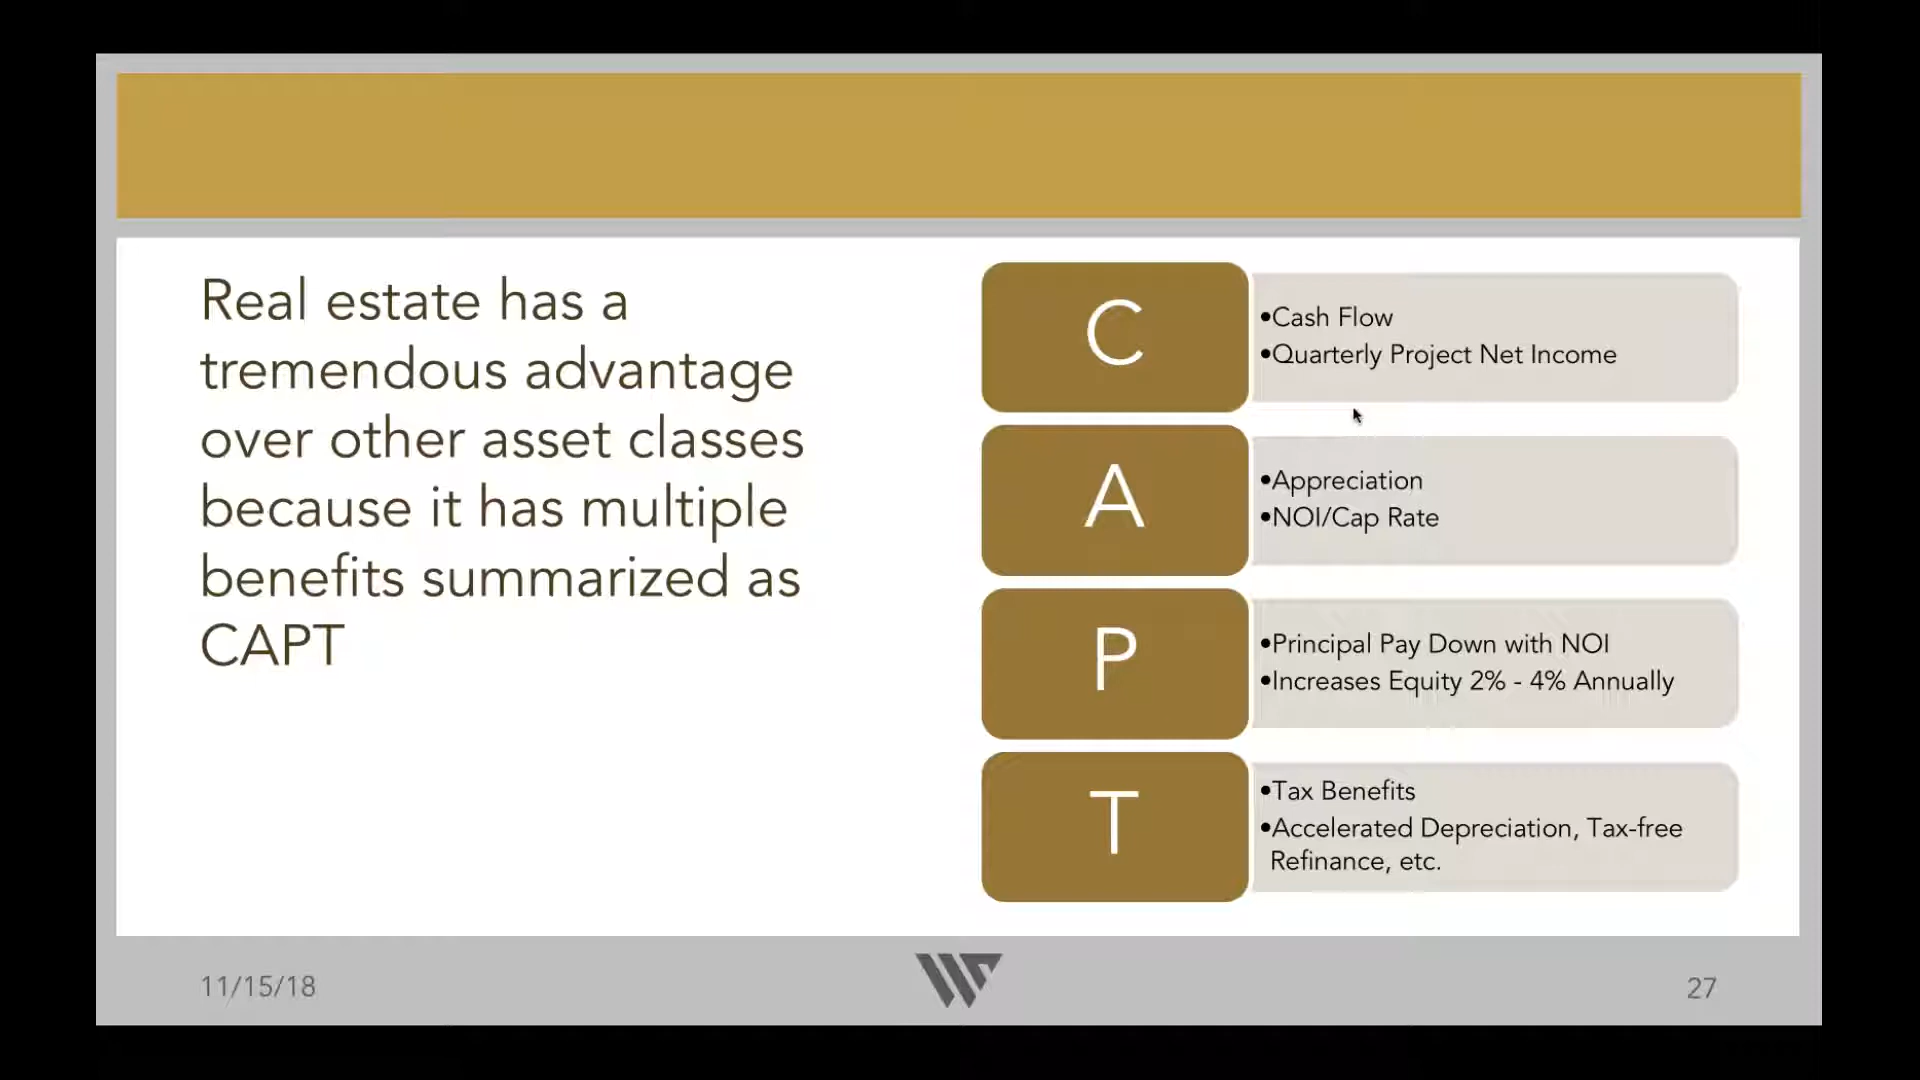 Real estate has a
tremendous advantage
over other asset classes
because it has multiple
benefits summarized as
CAPT
C
•Cash Flow
•Quarterly Project Net Income
A
•Appreciation
•NOI/Cap Rate
P
•Principal Pay Down with NOI
•Increases Equity 2% - 4% Annually
T
•Tax Benefits
•Accelerated Depreciation, Tax-free
Refinance, etc.
11/15/18
27